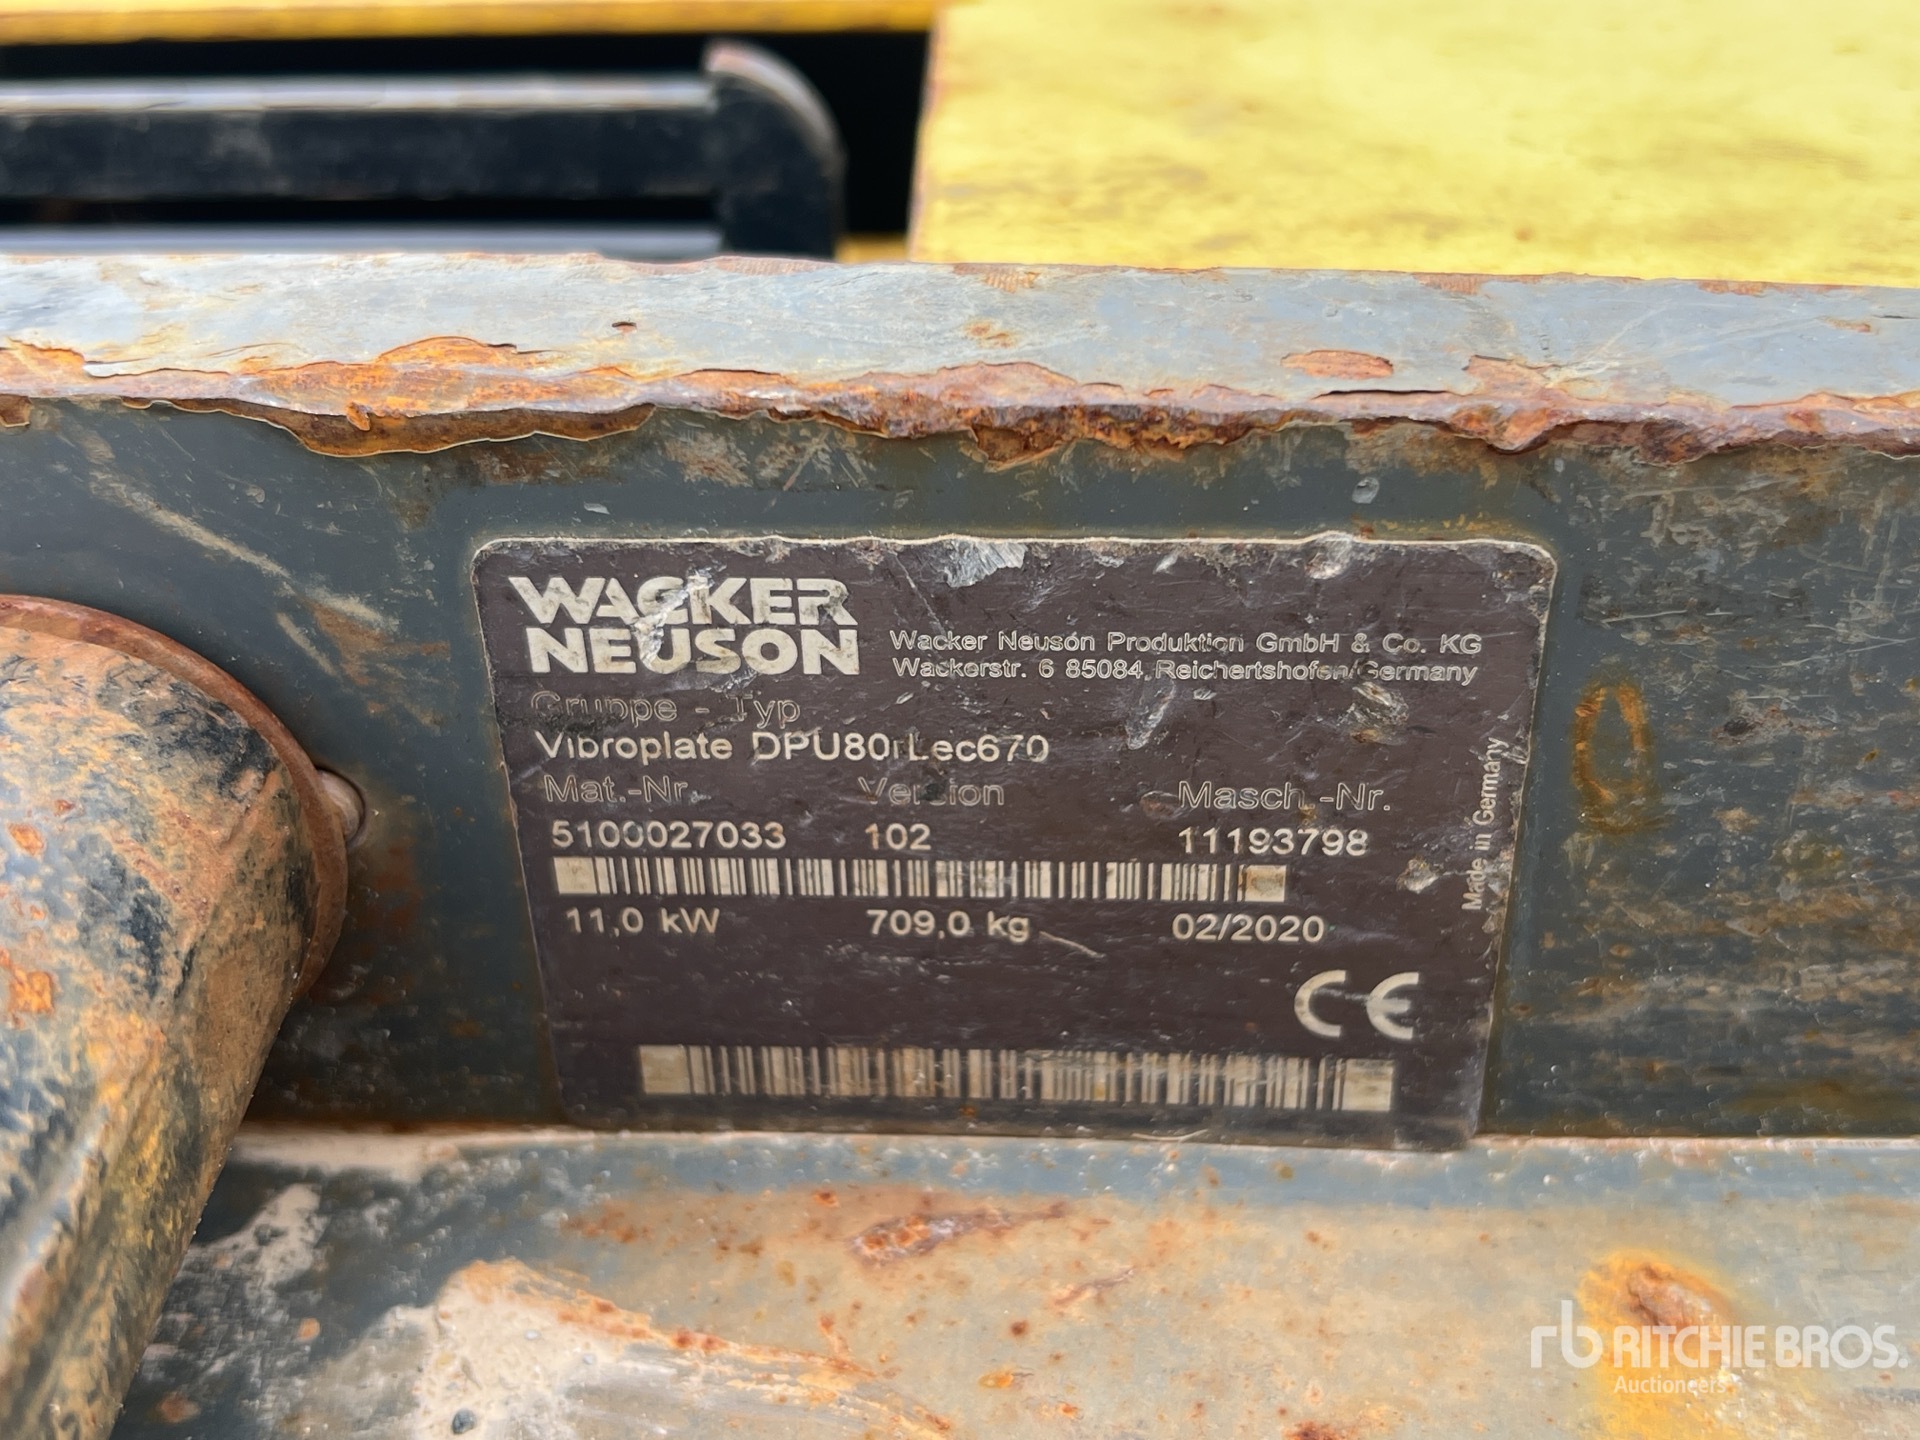 WACKER
NEUSON
Wacker Neuson Produktion GmbH & Co. KG
Wackerstr. 6 85084 Reichertshofen/Germany
Gruppe - Typ
Vibroplate DPU80rLec670
Mat.-Nr. Version Masch.-Nr.
5100027033 102 11193798
11,0 kW 709,0 kg 02/2020
CE
Made in Germany
rb RITCHIE BROS.
Auctioneers